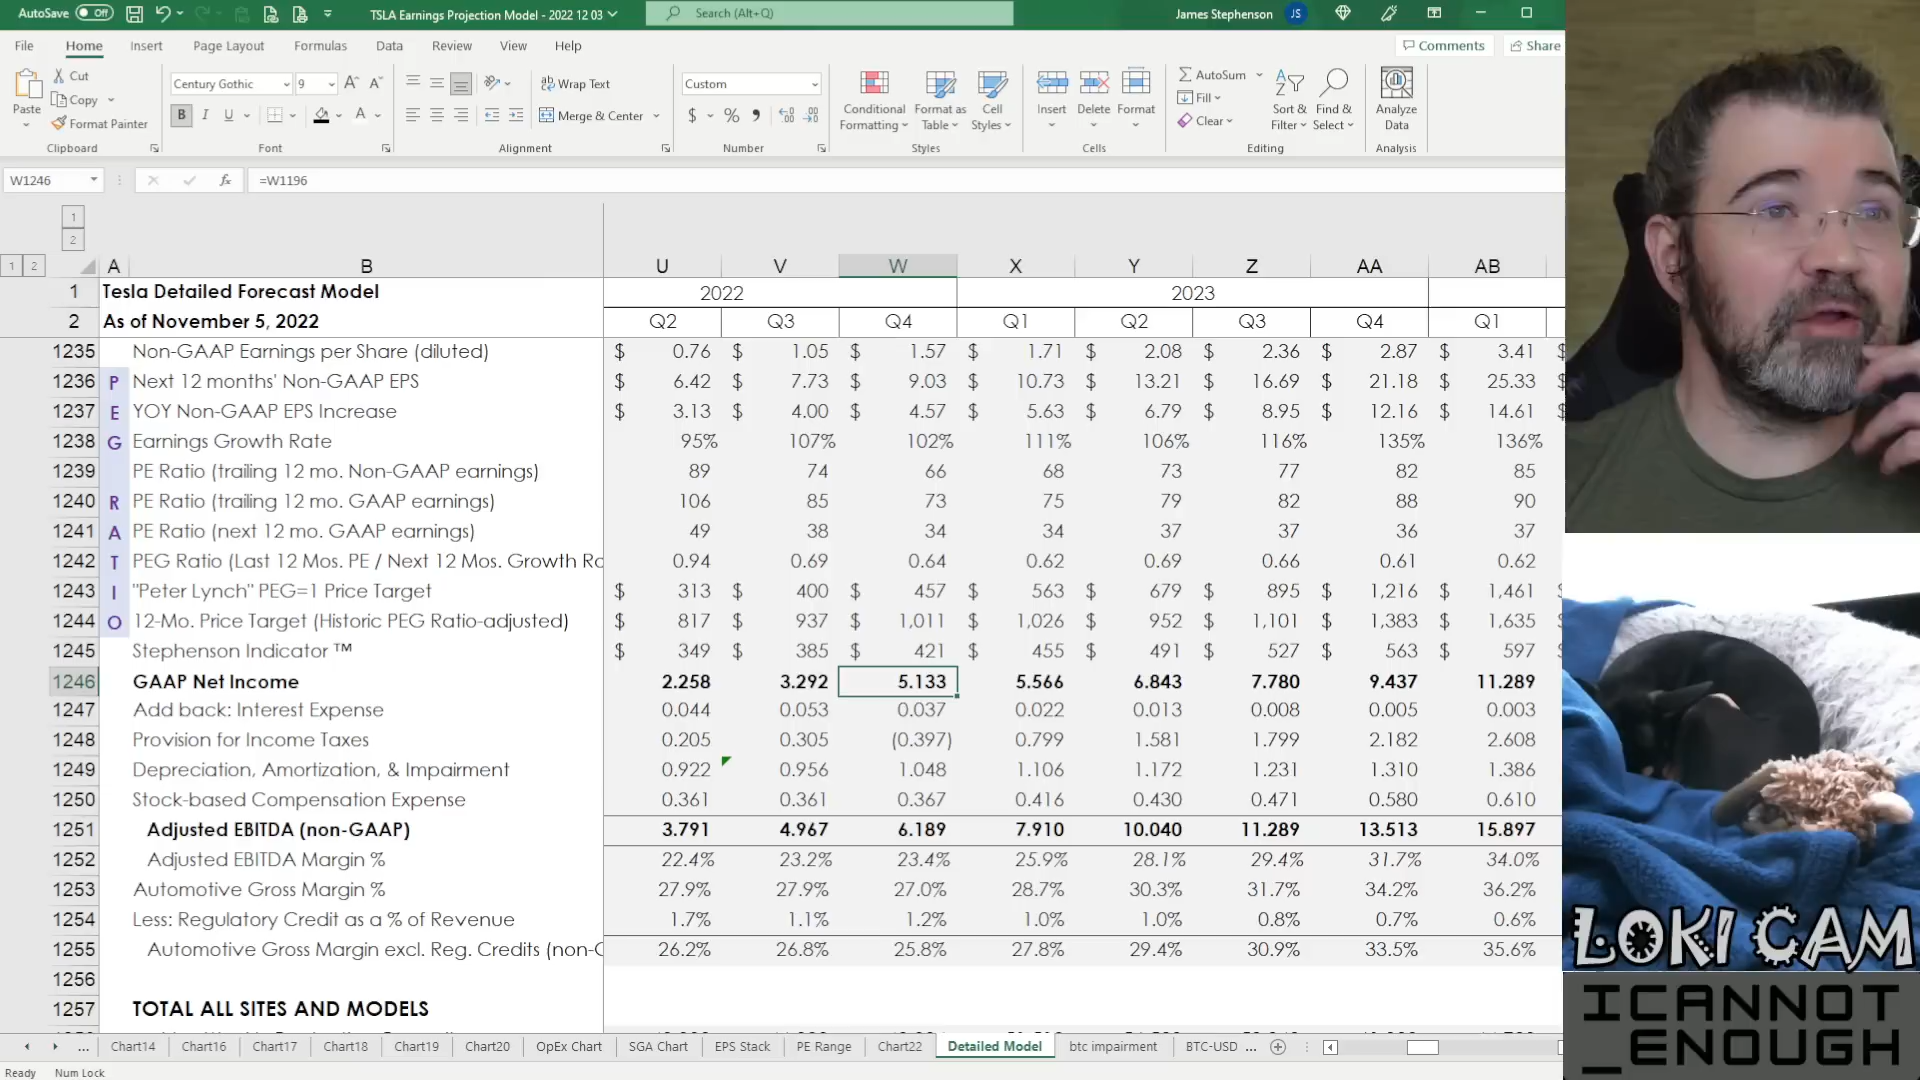 AutoSave Off TSLA Earnings Projection Model - 2022 12 03 Search (Alt+Q) James Stephenson JS
File Home Insert Page Layout Formulas Data Review View Help Comments Share
Paste Cut Copy Format Painter Clipboard
Century Gothic 9 B I U Font
Wrap Text Merge & Center Alignment
Custom $ % Number
Conditional Formatting Format as Table Cell Styles Styles
Insert Delete Format Cells
AutoSum Fill Clear Sort & Filter Find & Select Editing
Analyze Data Analysis
W1246 fx =W1196
1
2
1 2 A B U V W X Y Z AA AB
1 Tesla Detailed Forecast Model 2022 2023
2 As of November 5, 2022 Q2 Q3 Q4 Q1 Q2 Q3 Q4 Q1
1235 Non-GAAP Earnings per Share (diluted) $ 0.76 $ 1.05 $ 1.57 $ 1.71 $ 2.08 $ 2.36 $ 2.87 $ 3.41
1236 P Next 12 months' Non-GAAP EPS $ 6.42 $ 7.73 $ 9.03 $ 10.73 $ 13.21 $ 16.69 $ 21.18 $ 25.33
1237 E YOY Non-GAAP EPS Increase $ 3.13 $ 4.00 $ 4.57 $ 5.63 $ 6.79 $ 8.95 $ 12.16 $ 14.61
1238 G Earnings Growth Rate 95% 107% 102% 111% 106% 116% 135% 136%
1239 PE Ratio (trailing 12 mo. Non-GAAP earnings) 89 74 66 68 73 77 82 85
1240 R PE Ratio (trailing 12 mo. GAAP earnings) 106 85 73 75 79 82 88 90
1241 A PE Ratio (next 12 mo. GAAP earnings) 49 38 34 34 37 37 36 37
1242 T PEG Ratio (Last 12 Mos. PE / Next 12 Mos. Growth Ra 0.94 0.69 0.64 0.62 0.69 0.66 0.61 0.62
1243 I "Peter Lynch" PEG=1 Price Target $ 313 $ 400 $ 457 $ 563 $ 679 $ 895 $ 1,216 $ 1,461
1244 O 12-Mo. Price Target (Historic PEG Ratio-adjusted) $ 817 $ 937 $ 1,011 $ 1,026 $ 952 $ 1,101 $ 1,383 $ 1,635
1245 Stephenson Indicator ™ $ 349 $ 385 $ 421 $ 455 $ 491 $ 527 $ 563 $ 597
1246 GAAP Net Income 2.258 3.292 5.133 5.566 6.843 7.780 9.437 11.289
1247 Add back: Interest Expense 0.044 0.053 0.037 0.022 0.013 0.008 0.005 0.003
1248 Provision for Income Taxes 0.205 0.305 (0.397) 0.799 1.581 1.799 2.182 2.608
1249 Depreciation, Amortization, & Impairment 0.922 0.956 1.048 1.106 1.172 1.231 1.310 1.386
1250 Stock-based Compensation Expense 0.361 0.361 0.367 0.416 0.430 0.471 0.580 0.610
1251 Adjusted EBITDA (non-GAAP) 3.791 4.967 6.189 7.910 10.040 11.289 13.513 15.897
1252 Adjusted EBITDA Margin % 22.4% 23.2% 23.4% 25.9% 28.1% 29.4% 31.7% 34.0%
1253 Automotive Gross Margin % 27.9% 27.9% 27.0% 28.7% 30.3% 31.7% 34.2% 36.2%
1254 Less: Regulatory Credit as a % of Revenue 1.7% 1.1% 1.2% 1.0% 1.0% 0.8% 0.7% 0.6%
1255 Automotive Gross Margin excl. Reg. Credits (non-G 26.2% 26.8% 25.8% 27.8% 29.4% 30.9% 33.5% 35.6%
1256
1257 TOTAL ALL SITES AND MODELS
... Chart14 Chart16 Chart17 Chart18 Chart19 Chart20 OpEx Chart SGA Chart EPS Stack PE Range Chart22 Detailed Model btc impairment BTC-USD ...
Ready Num Lock
LOKI CAM
ICANNOT
_ENOUGH